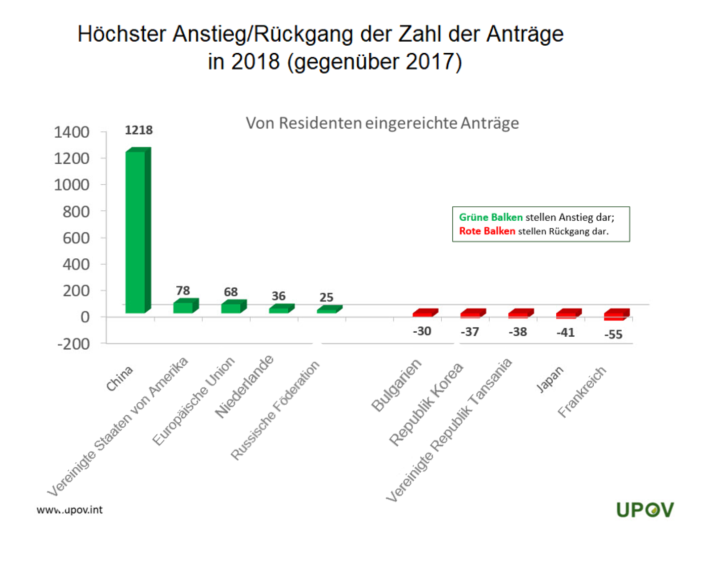 Höchster Anstieg/Rückgang der Zahl der Anträge
in 2018 (gegenüber 2017)
Von Residenten eingereichte Anträge
1400
1200
1000
800
600
400
200
0
-200
1218
78
68
36
25
-30
-37
-38
-41
-55
Grüne Balken stellen Anstieg dar;
Rote Balken stellen Rückgang dar.
China
Vereinigte Staaten von Amerika
Europäische Union
Niederlande
Russische Föderation
Bulgarien
Republik Korea
Vereinigte Republik Tansania
Japan
Frankreich
www.upov.int
UPOV